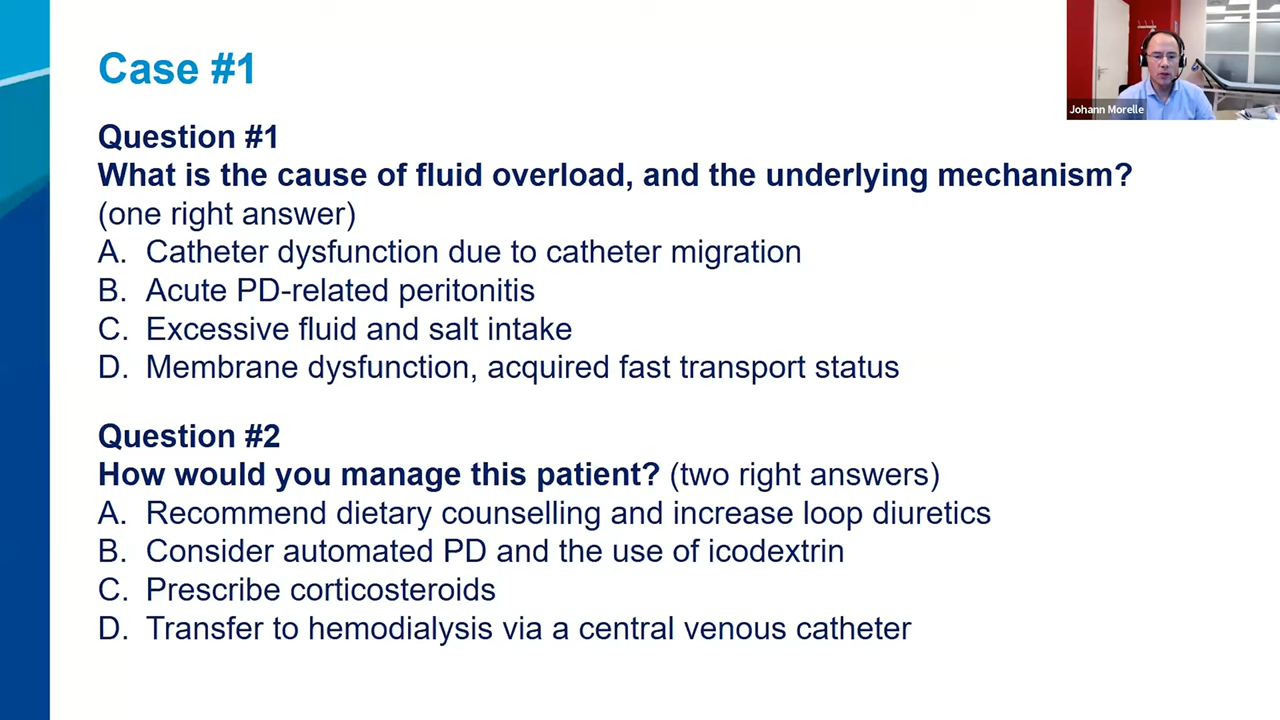 Case #1
Johann Morelle
Question #1
What is the cause of fluid overload, and the underlying mechanism?
(one right answer)
A. Catheter dysfunction due to catheter migration
B. Acute PD-related peritonitis
C. Excessive fluid and salt intake
D. Membrane dysfunction, acquired fast transport status
Question #2
How would you manage this patient? (two right answers)
A. Recommend dietary counselling and increase loop diuretics
B. Consider automated PD and the use of icodextrin
C. Prescribe corticosteroids
D. Transfer to hemodialysis via a central venous catheter